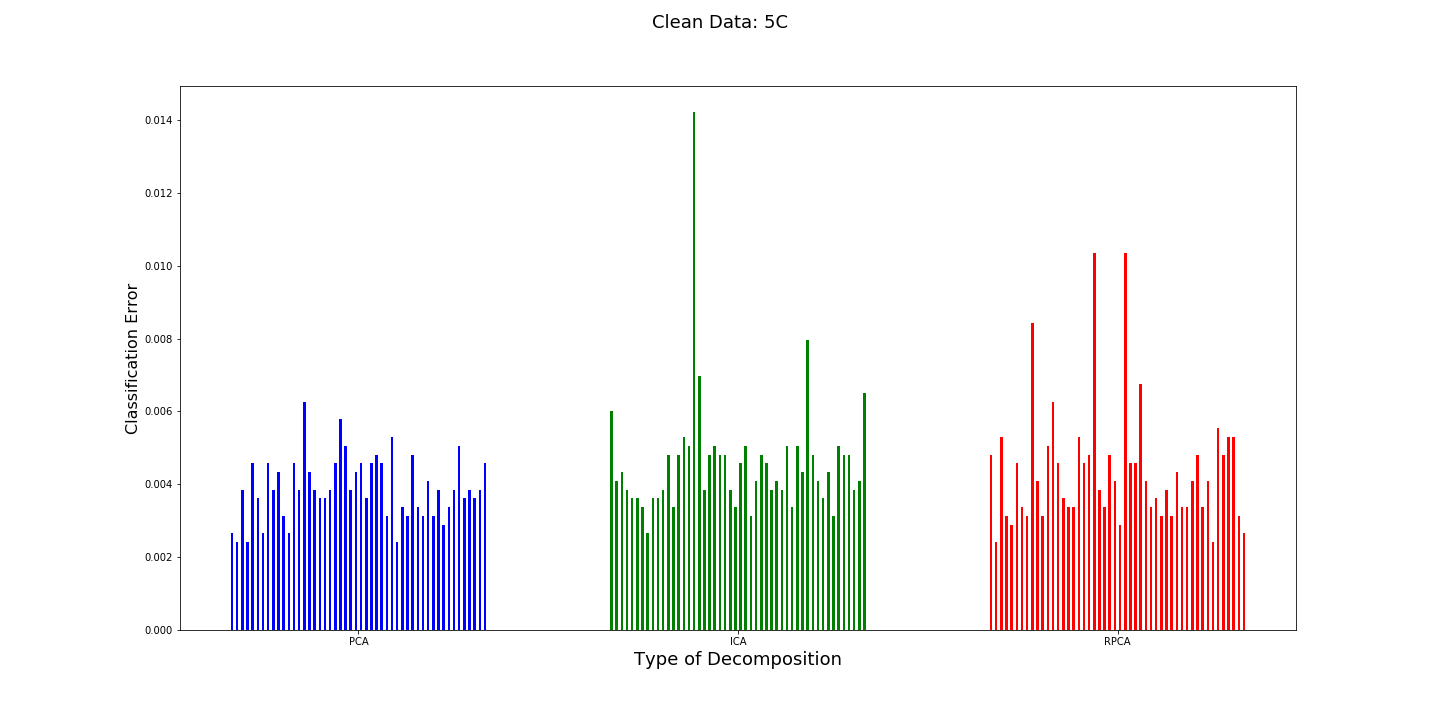 Clean Data: 5C
0.014
0.012
0.010
0.008
0.006
0.004
0.002
0.000
Classification Error
PCA ICA RPCA
Type of Decomposition